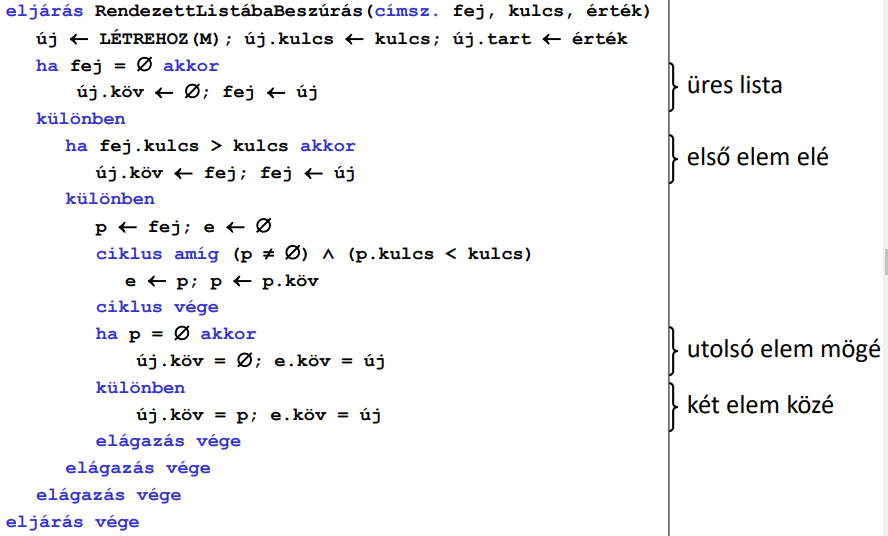 eljárás RendezettListábaBeszúrás(címsz. fej, kulcs, érték)
új ← LÉTREHOZ(M); új.kulcs ← kulcs; új.tart ← érték
ha fej = Ø akkor
új.köv ← Ø; fej ← új
üres lista
különben
ha fej.kulcs > kulcs akkor
új.köv ← fej; fej ← új
első elem elé
különben
p ← fej; e ← Ø
ciklus amíg (p ≠ Ø) ∧ (p.kulcs < kulcs)
e ← p; p ← p.köv
ciklus vége
ha p = Ø akkor
új.köv = Ø; e.köv = új
utolsó elem mögé
különben
új.köv = p; e.köv = új
két elem közé
elágazás vége
elágazás vége
elágazás vége
eljárás vége